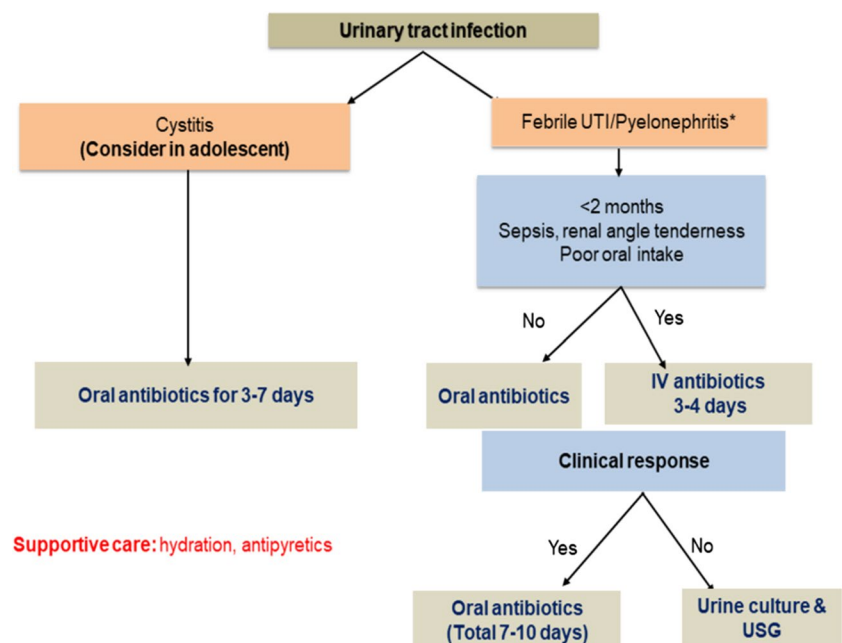 Urinary tract infection
Cystitis
(Consider in adolescent)
Febrile UTI/Pyelonephritis*
<2 months
Sepsis, renal angle tenderness
Poor oral intake
No
Yes
Oral antibiotics for 3-7 days
Oral antibiotics
IV antibiotics
3-4 days
Clinical response
Supportive care: hydration, antipyretics
Yes
No
Oral antibiotics
(Total 7-10 days)
Urine culture &
USG